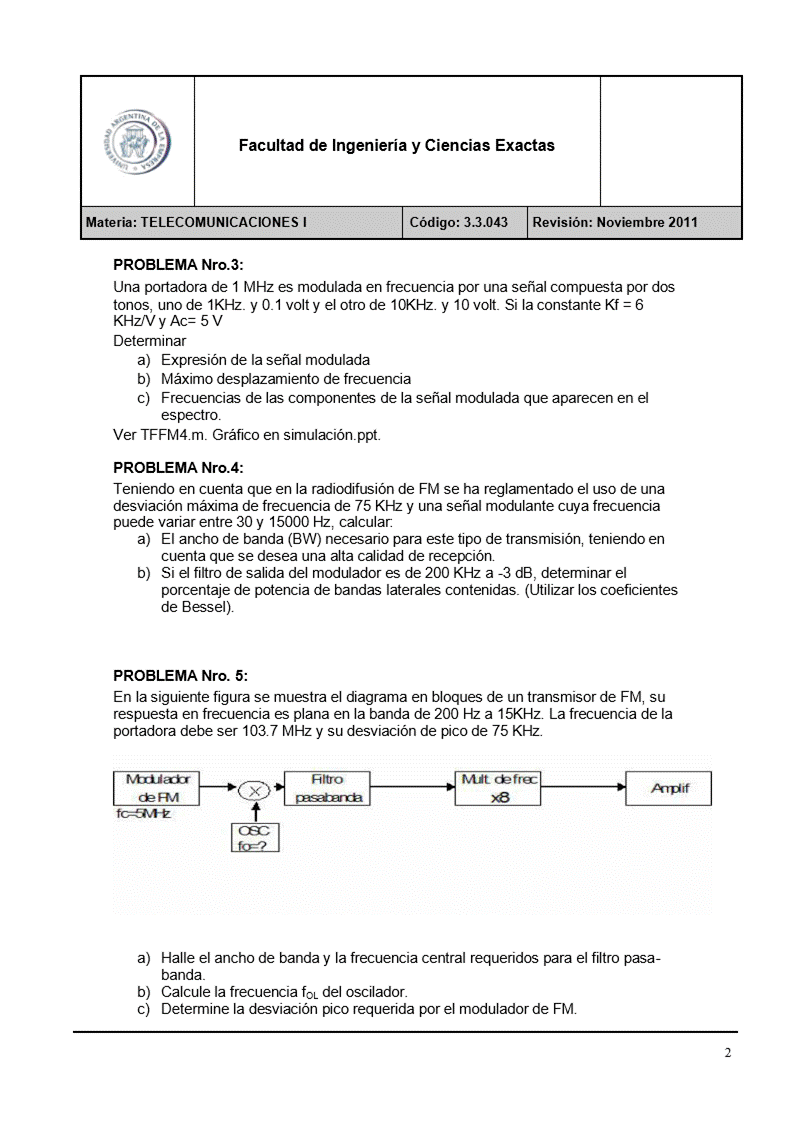 UNIVERSIDAD ARGENTINA DE LA EMPRESA
Facultad de Ingeniería y Ciencias Exactas
Materia: TELECOMUNICACIONES I
Código: 3.3.043
Revisión: Noviembre 2011
PROBLEMA Nro.3:
Una portadora de 1 MHz es modulada en frecuencia por una señal compuesta por dos
tonos, uno de 1KHz. y 0.1 volt y el otro de 10KHz. y 10 volt. Si la constante Kf = 6
KHz/V y Ac= 5 V
Determinar
a) Expresión de la señal modulada
b) Máximo desplazamiento de frecuencia
c) Frecuencias de las componentes de la señal modulada que aparecen en el
espectro.
Ver TFFM4.m. Gráfico en simulación.ppt.
PROBLEMA Nro.4:
Teniendo en cuenta que en la radiodifusión de FM se ha reglamentado el uso de una
desviación máxima de frecuencia de 75 KHz y una señal modulante cuya frecuencia
puede variar entre 30 y 15000 Hz, calcular:
a) El ancho de banda (BW) necesario para este tipo de transmisión, teniendo en
cuenta que se desea una alta calidad de recepción.
b) Si el filtro de salida del modulador es de 200 KHz a -3 dB, determinar el
porcentaje de potencia de bandas laterales contenidas. (Utilizar los coeficientes
de Bessel).
PROBLEMA Nro. 5:
En la siguiente figura se muestra el diagrama en bloques de un transmisor de FM, su
respuesta en frecuencia es plana en la banda de 200 Hz a 15KHz. La frecuencia de la
portadora debe ser 103.7 MHz y su desviación de pico de 75 KHz.
Modulador
de FM
fc=5MHz
X
OSC
fo=?
Filtro
pasabanda
Mult. de frec
x8
Amplif
a) Halle el ancho de banda y la frecuencia central requeridos para el filtro pasa-
banda.
b) Calcule la frecuencia fOL del oscilador.
c) Determine la desviación pico requerida por el modulador de FM.
2